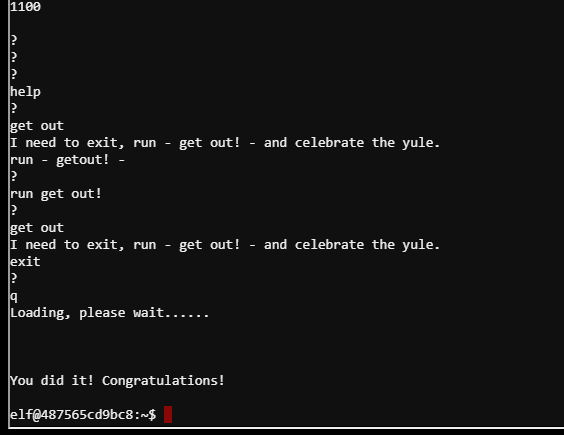 1100
?
?
?
help
?
get out
I need to exit, run - get out! - and celebrate the yule.
run - getout! -
?
run get out!
?
get out
I need to exit, run - get out! - and celebrate the yule.
exit
?
q
Loading, please wait......
You did it! Congratulations!
elf@487565cd9bc8:~$